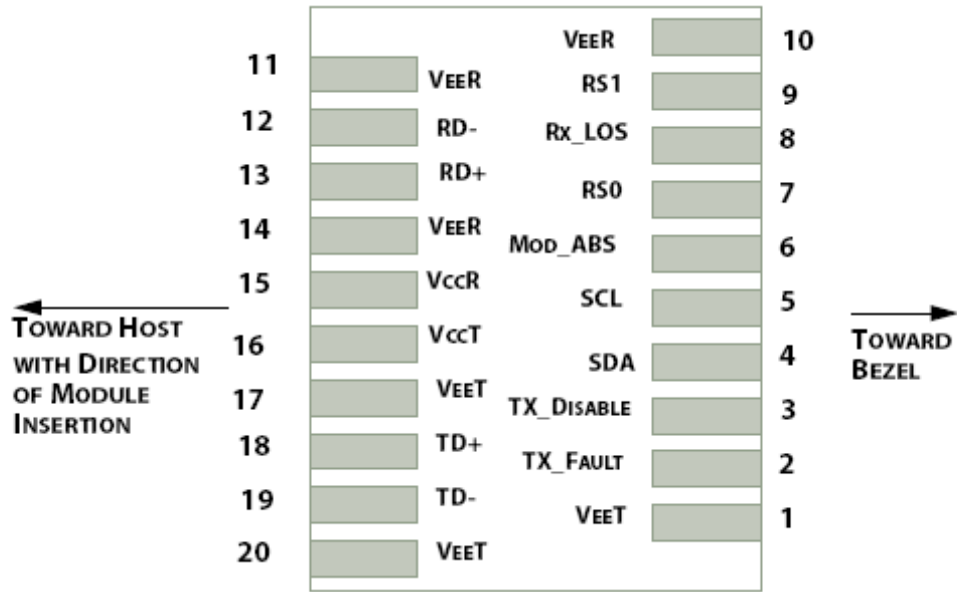 VEER 10
11 VEER
RS1 9
12 RD-
Rx_LOS 8
13 RD+
RS0 7
14 VEER
MOD_ABS 6
15 VccR
SCL 5
16 VccT
SDA 4
17 VEET
TX_DISABLE 3
18 TD+
TX_FAULT 2
19 TD-
VEET 1
20 VEET
TOWARD HOST
WITH DIRECTION
OF MODULE
INSERTION
TOWARD
BEZEL